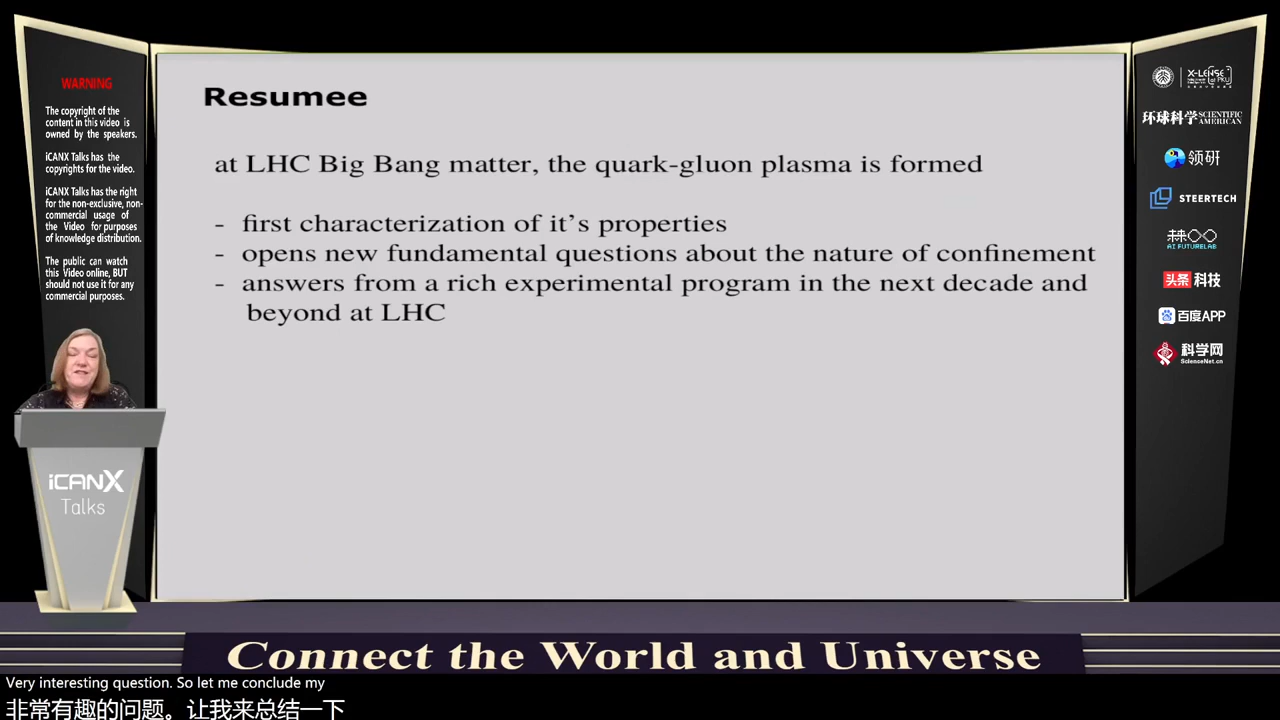 WARNING
The copyright of the
content in this video is
owned by the speakers.
iCANX Talks has the
copyrights for the video.
iCANX Talks has the right
for the non-exclusive, non-
commercial usage of
the Video for purposes
of knowledge distribution.
The public can watch
this Video online, BUT
should not use it for any
commercial purposes.
iCANX
Talks
Resumee
at LHC Big Bang matter, the quark-gluon plasma is formed
- first characterization of it's properties
- opens new fundamental questions about the nature of confinement
- answers from a rich experimental program in the next decade and
beyond at LHC
X-LENSE
环球科学 SCIENTIFIC AMERICAN
领研
STEERTECH
AI FUTURELAB
头条 科技
百度APP
科学网
ScienceNet.cn
Connect the World and Universe
Very interesting question. So let me conclude my
非常有趣的问题。让我来总结一下